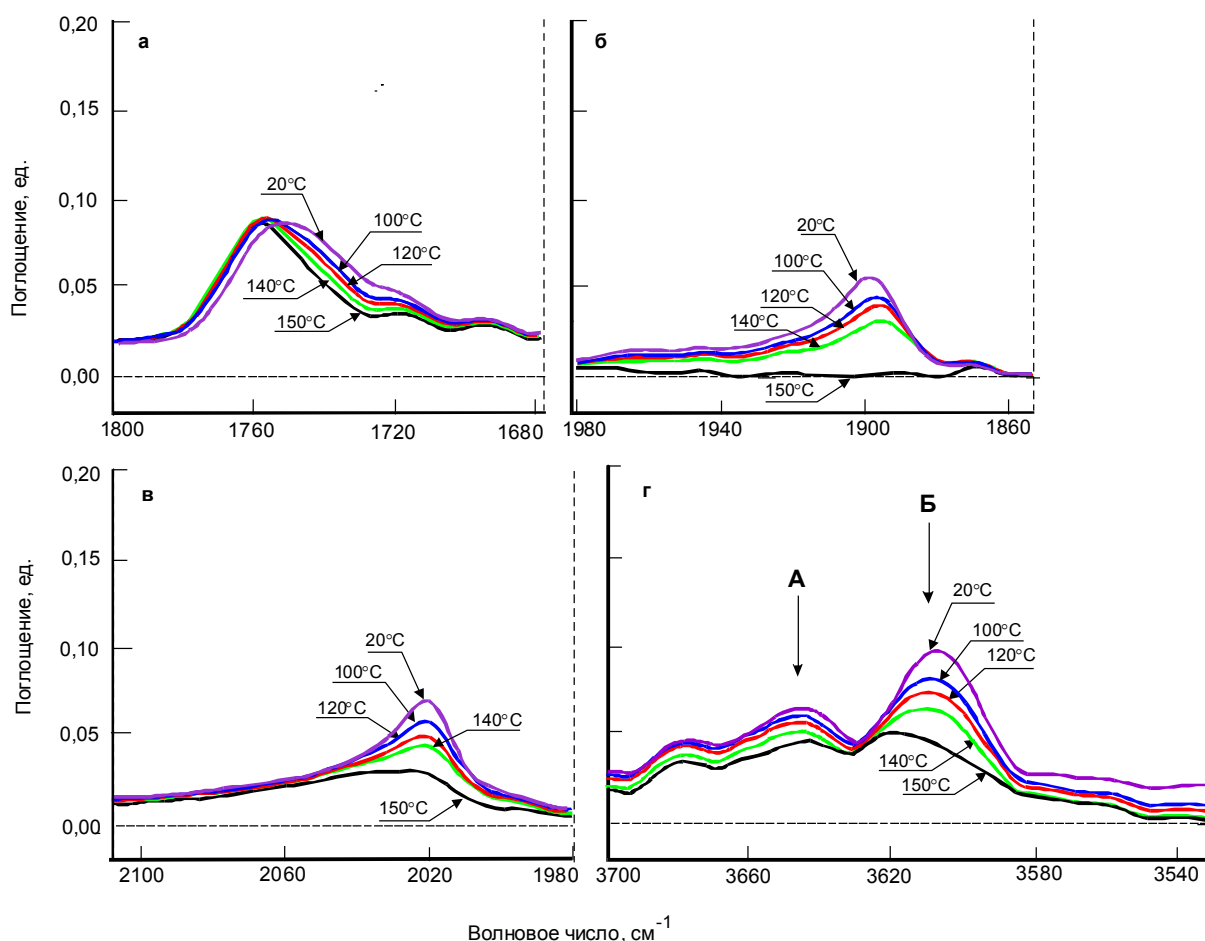 0,20
0,15
0,10
0,05
0,00
Поглощение, ед.
а
20°C
100°C
120°C
140°C
150°C
1800
1760
1720
1680
б
20°C
100°C
120°C
140°C
150°C
1980
1940
1900
1860
0,20
0,15
0,10
0,05
0,00
Поглощение, ед.
в
20°C
100°C
120°C
140°C
150°C
2100
2060
2020
1980
г
А
Б
20°C
100°C
120°C
140°C
150°C
3700
3660
3620
3580
3540
Волновое число, см⁻¹